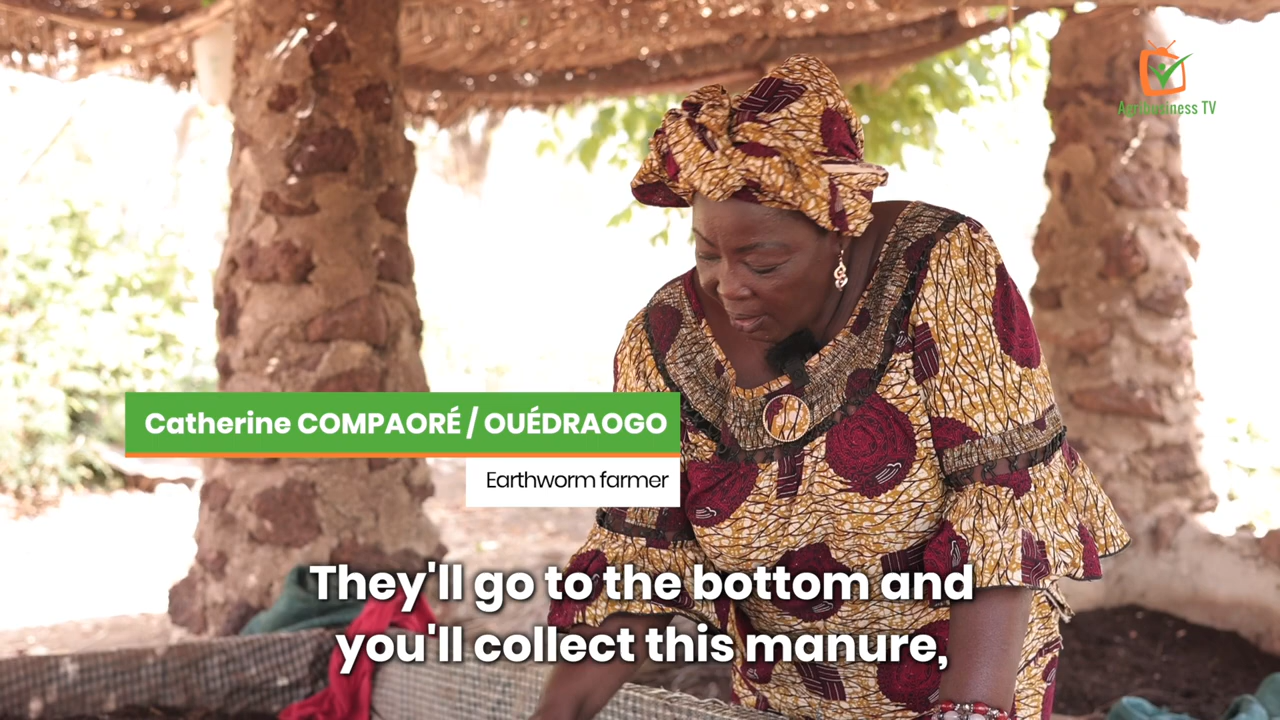 Agribusiness TV
Catherine COMPAORÉ / OUÉDRAOGO
Earthworm farmer
They'll go to the bottom and
you'll collect this manure,